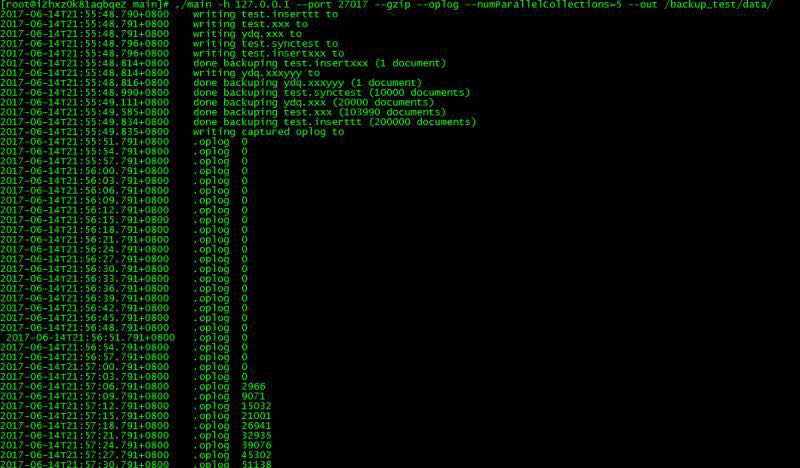 [root@iZhxz0k81aqbqeZ main]# ./main -h 127.0.0.1 --port 27017 --gzip --oplog --numParallelCollections=5 --out /backup_test/data/
2017-06-14T21:55:48.790+0800 writing test.inserttt to
2017-06-14T21:55:48.791+0800 writing test.xxx to
2017-06-14T21:55:48.791+0800 writing ydq.xxx to
2017-06-14T21:55:48.796+0800 writing test.synctest to
2017-06-14T21:55:48.796+0800 writing test.insertxxx to
2017-06-14T21:55:48.814+0800 done backuping test.insertxxx (1 document)
2017-06-14T21:55:48.814+0800 writing ydq.xxxyyy to
2017-06-14T21:55:48.816+0800 done backuping ydq.xxxyyy (1 document)
2017-06-14T21:55:48.990+0800 done backuping test.synctest (10000 documents)
2017-06-14T21:55:49.111+0800 done backuping ydq.xxx (20000 documents)
2017-06-14T21:55:49.585+0800 done backuping test.xxx (103990 documents)
2017-06-14T21:55:49.834+0800 done backuping test.inserttt (200000 documents)
2017-06-14T21:55:49.835+0800 writing captured oplog to
2017-06-14T21:55:51.791+0800 .oplog 0
2017-06-14T21:55:54.791+0800 .oplog 0
2017-06-14T21:55:57.791+0800 .oplog 0
2017-06-14T21:56:00.791+0800 .oplog 0
2017-06-14T21:56:03.791+0800 .oplog 0
2017-06-14T21:56:06.791+0800 .oplog 0
2017-06-14T21:56:09.791+0800 .oplog 0
2017-06-14T21:56:12.791+0800 .oplog 0
2017-06-14T21:56:15.791+0800 .oplog 0
2017-06-14T21:56:18.791+0800 .oplog 0
2017-06-14T21:56:21.791+0800 .oplog 0
2017-06-14T21:56:24.791+0800 .oplog 0
2017-06-14T21:56:27.791+0800 .oplog 0
2017-06-14T21:56:30.791+0800 .oplog 0
2017-06-14T21:56:33.791+0800 .oplog 0
2017-06-14T21:56:36.791+0800 .oplog 0
2017-06-14T21:56:39.791+0800 .oplog 0
2017-06-14T21:56:42.791+0800 .oplog 0
2017-06-14T21:56:45.791+0800 .oplog 0
2017-06-14T21:56:48.791+0800 .oplog 0
2017-06-14T21:56:51.791+0800 .oplog 0
2017-06-14T21:56:54.791+0800 .oplog 0
2017-06-14T21:56:57.791+0800 .oplog 0
2017-06-14T21:57:00.791+0800 .oplog 0
2017-06-14T21:57:03.791+0800 .oplog 0
2017-06-14T21:57:06.791+0800 .oplog 2966
2017-06-14T21:57:09.791+0800 .oplog 9071
2017-06-14T21:57:12.791+0800 .oplog 15032
2017-06-14T21:57:15.791+0800 .oplog 21001
2017-06-14T21:57:18.791+0800 .oplog 26941
2017-06-14T21:57:21.791+0800 .oplog 32935
2017-06-14T21:57:24.791+0800 .oplog 39076
2017-06-14T21:57:27.791+0800 .oplog 45302
2017-06-14T21:57:30.791+0800 .oplog 51138